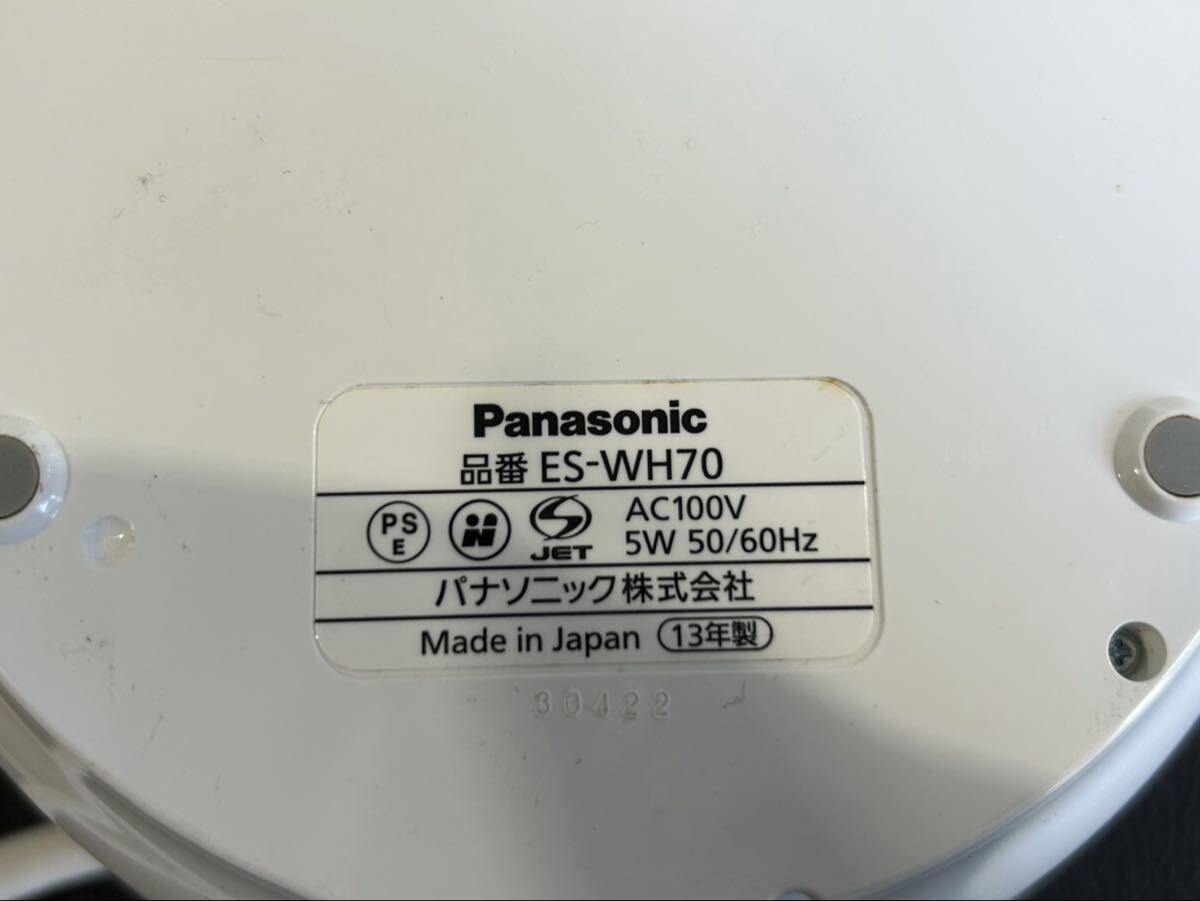 Panasonic
品番 ES-WH70
PS E N JET AC100V
5W 50/60Hz
パナソニック株式会社
Made in Japan 13年製
30422